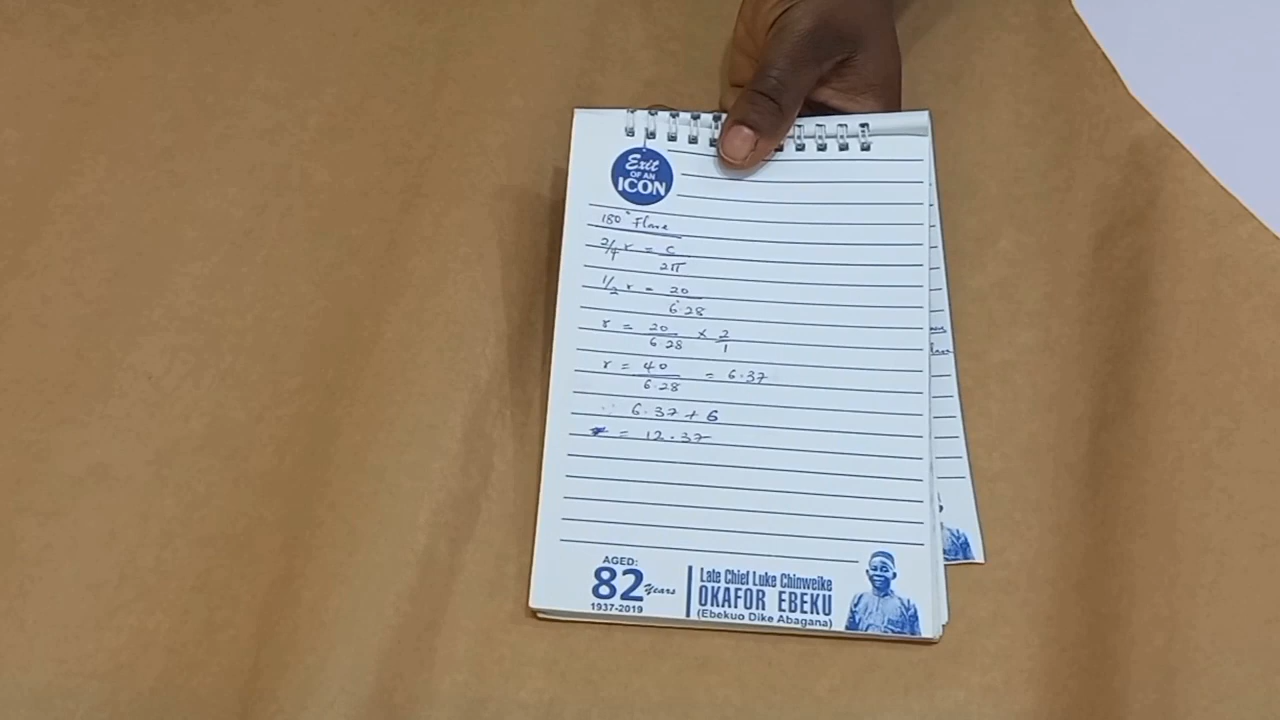 Exit
OF AN
ICON
180° Flare
2/4 r = c/2π
1/2 r = 20/6.28
r = 20/6.28 × 2/1
r = 40/6.28 = 6.37
∴ 6.37 + 6
= 12.37
AGED:
82 Years
1937-2019
Late Chief Luke Chinweike
OKAFOR EBEKU
(Ebekuo Dike Abagana)